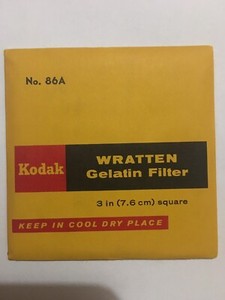 No. 86A
Kodak
WRATTEN
Gelatin Filter
3 in (7.6 cm) square
KEEP IN COOL DRY PLACE